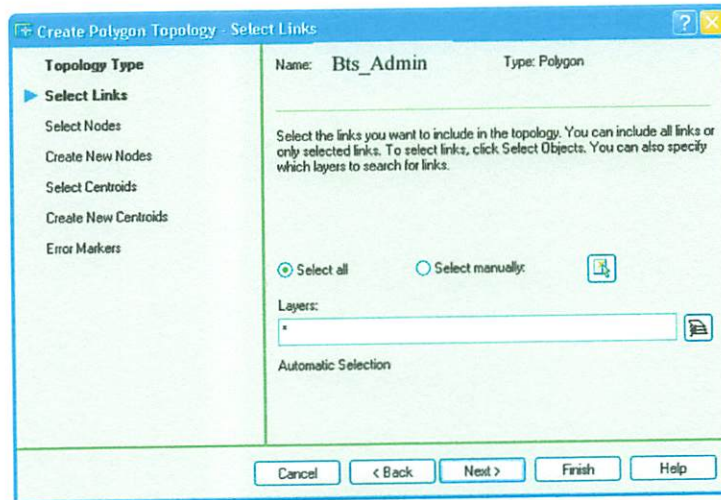 Create Polygon Topology - Select Links
Topology Type
Select Links
Select Nodes
Create New Nodes
Select Centroids
Create New Centroids
Error Markers
Name: Bts_Admin Type: Polygon
Select the links you want to include in the topology. You can include all links or
only selected links. To select links, click Select Objects. You can also specify
which layers to search for links.
Select all Select manually:
Layers:
*
Automatic Selection
Cancel < Back Next > Finish Help